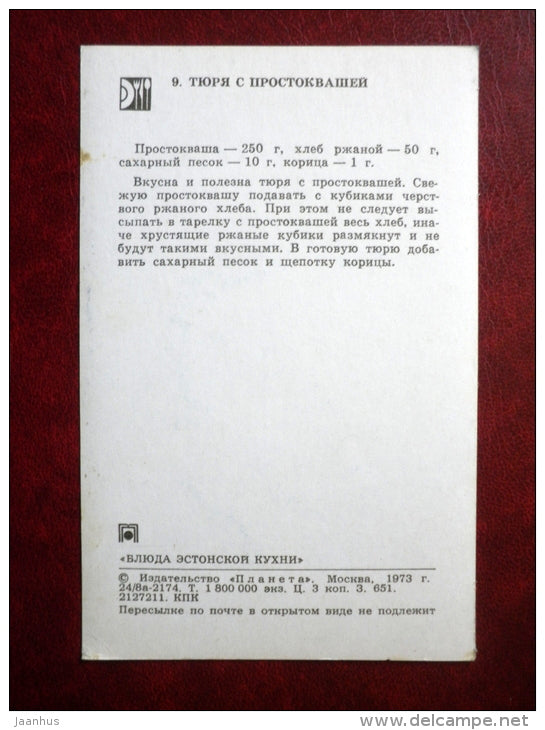 9. ТЮРЯ С ПРОСТОКВАШЕЙ
Простокваша — 250 г, хлеб ржаной — 50 г,
сахарный песок — 10 г, корица — 1 г.
Вкусна и полезна тюря с простоквашей. Све-
жую простоквашу подавать с кубиками черст-
вого ржаного хлеба. При этом не следует вы-
сыпать в тарелку с простоквашей весь хлеб, ина-
че хрустящие ржаные кубики размякнут и не
будут такими вкусными. В готовую тюрю доба-
вить сахарный песок и щепотку корицы.
«БЛЮДА ЭСТОНСКОЙ КУХНИ»
© Издательство «Планета». Москва, 1973 г.
24/8а-2174. Т. 1 800 000 экз. Ц. 3 коп. З. 651.
2127211. КПК
Пересылке по почте в открытом виде не подлежит
jaanhus
www.delcampe.net